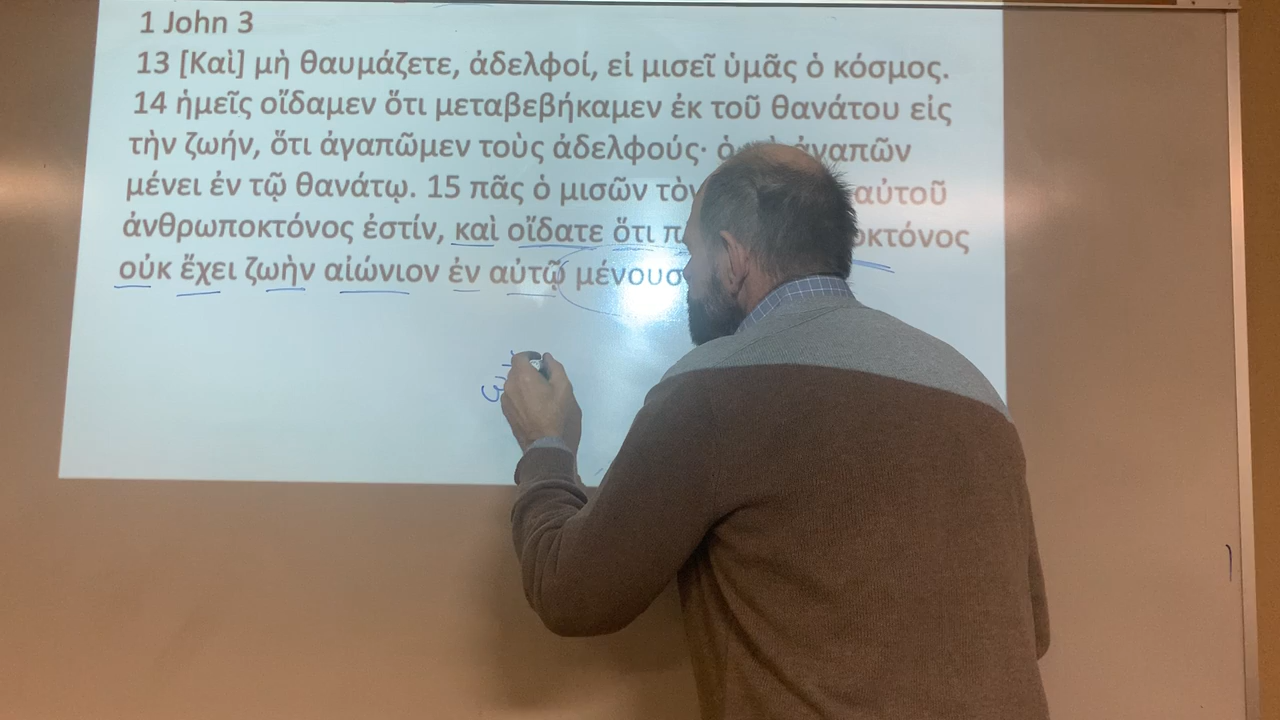 1 John 3
13 [Καὶ] μὴ θαυμάζετε, ἀδελφοί, εἰ μισεῖ ὑμᾶς ὁ κόσμος.
14 ἡμεῖς οἴδαμεν ὅτι μεταβεβήκαμεν ἐκ τοῦ θανάτου εἰς
τὴν ζωήν, ὅτι ἀγαπῶμεν τοὺς ἀδελφούς· ὁ ἀγαπῶν
μένει ἐν τῷ θανάτῳ. 15 πᾶς ὁ μισῶν τὸν αὐτοῦ
ἀνθρωποκτόνος ἐστίν, καὶ οἴδατε ὅτι
οὐκ ἔχει ζωὴν αἰώνιον ἐν αὐτῷ